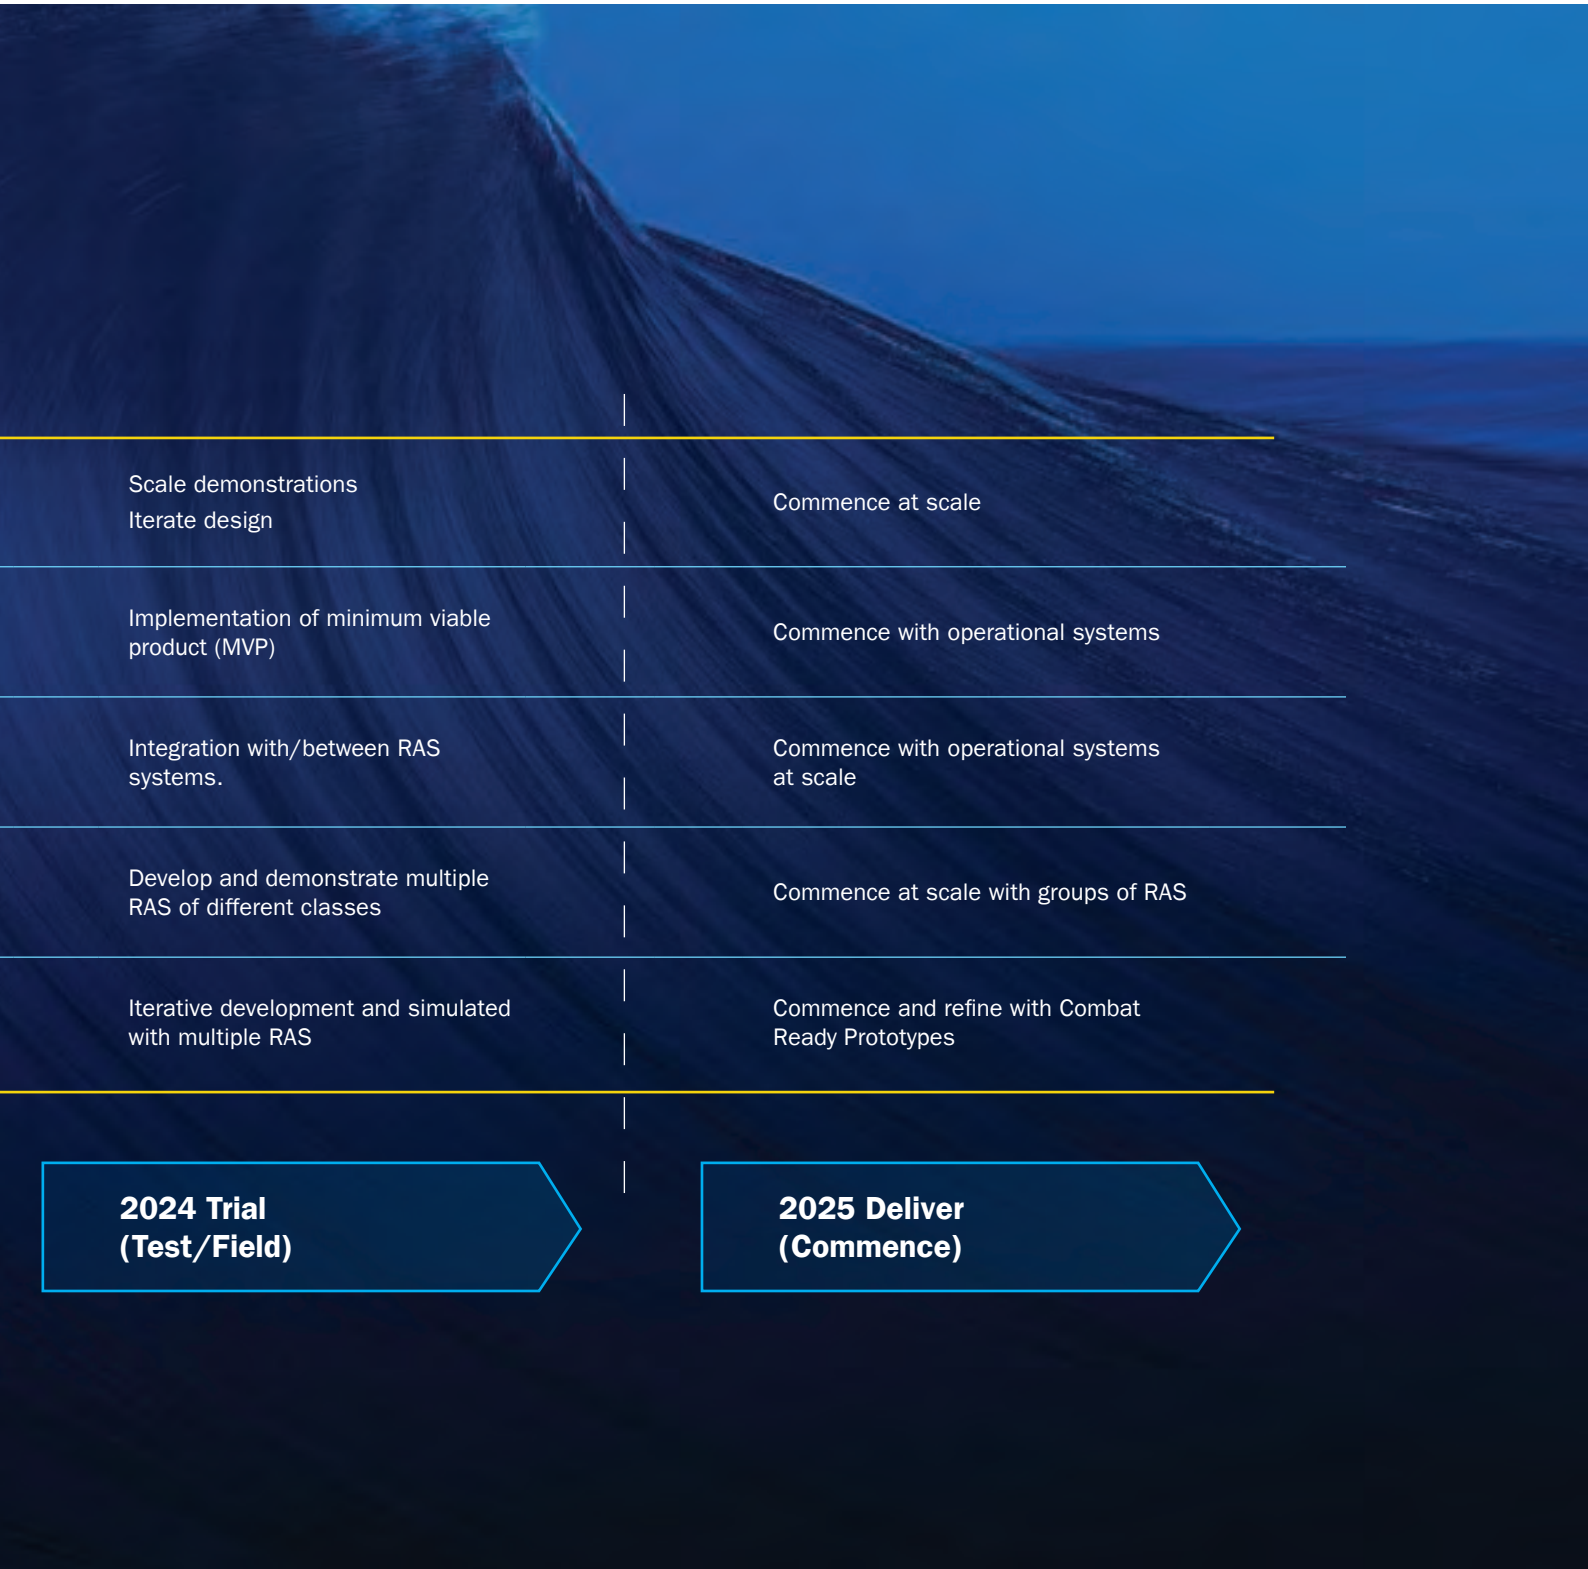 Scale demonstrations
Iterate design
Commence at scale
Implementation of minimum viable
product (MVP)
Commence with operational systems
Integration with/between RAS
systems.
Commence with operational systems
at scale
Develop and demonstrate multiple
RAS of different classes
Commence at scale with groups of RAS
Iterative development and simulated
with multiple RAS
Commence and refine with Combat
Ready Prototypes
2024 Trial
(Test/Field)
2025 Deliver
(Commence)